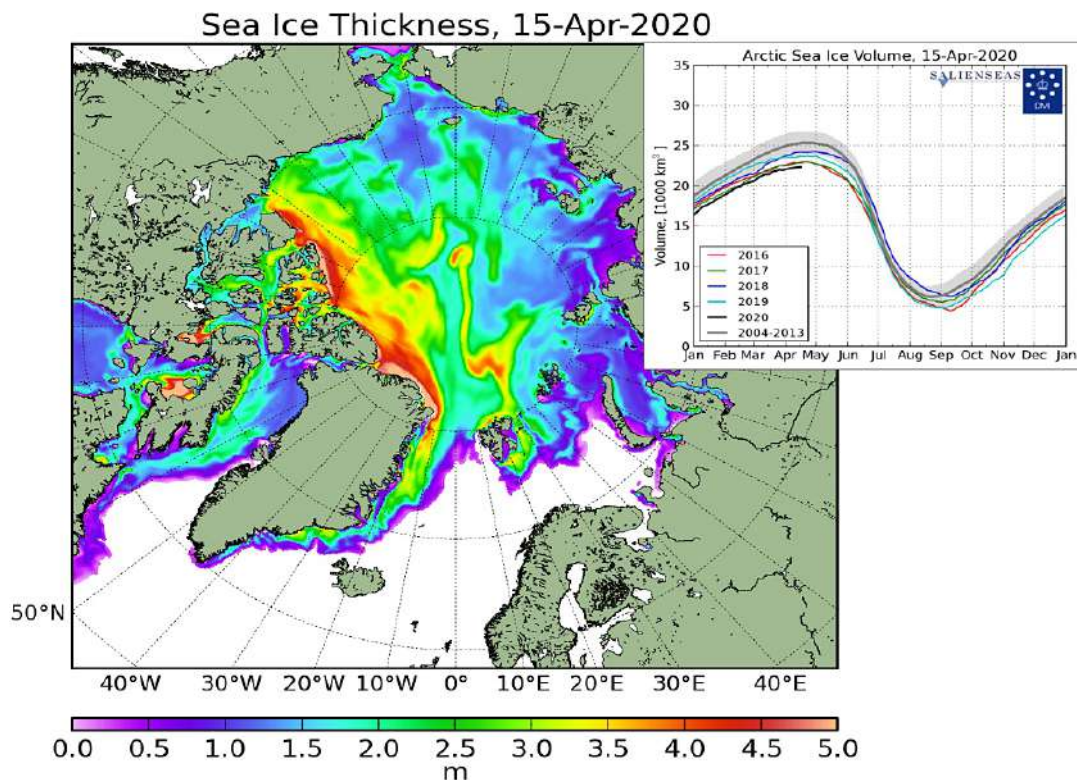 Sea Ice Thickness, 15-Apr-2020
Arctic Sea Ice Volume, 15-Apr-2020
SALIENSEAS
DMI
35
30
25
20
15
10
5
0
Volume, [1000 km³ ]
2016
2017
2018
2019
2020
2004-2013
Jan Feb Mar Apr May Jun Jul Aug Sep Oct Nov Dec Jan
50°N
40°W 30°W 20°W 10°W 0° 10°E 20°E 30°E 40°E
0.0 0.5 1.0 1.5 2.0 2.5 3.0 3.5 4.0 4.5 5.0
m